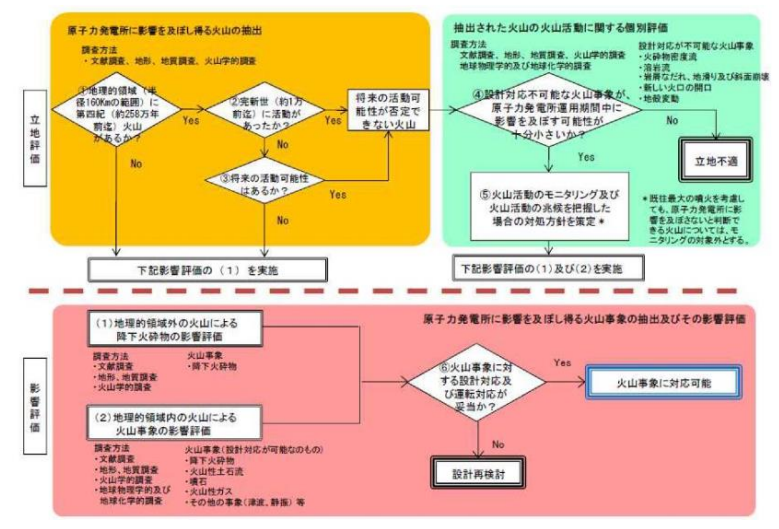 原子力発電所に影響を及ぼし得る火山の抽出
調査方法
・文献調査、地形、地質調査、火山学的調査
立地評価
①地理的領域（半
径160Kmの範囲）に
第四紀（約258万年
前迄）火山
があるか？
Yes
No
②完新世（約1万
前迄）に活動が
あったか？
Yes
No
③将来の活動可能性
はあるか？
Yes
No
将来の活動可
能性が否定で
きない火山
下記影響評価の（1）を実施
抽出された火山の火山活動に関する個別評価
調査方法
・文献調査、地形、地質調査、火山学的調査
地球物理学的及び地球化学的調査
設計対応が不可能な火山事象
・火砕物密度流
・溶岩流
・岩屑なだれ、地滑り及び斜面崩壊
・新しい火口の開口
・地殻変動
④設計対応不可能な火山事象が、
原子力発電所運用期間中に
影響を及ぼす可能性が
十分小さいか？
No
Yes
立地不適
⑤火山活動のモニタリング及び
火山活動の兆候を把握した
場合の対処方針を策定＊
＊既往最大の噴火を考慮し
ても、原子力発電所に影
響を及ぼさないと判断で
きる火山については、モ
ニタリングの対象外とする。
下記影響評価の(1)及び(2)を実施
影響評価
原子力発電所に影響を及ぼし得る火山事象の抽出及びその影響評価
(1)地理的領域外の火山による
降下火砕物の影響評価
調査方法
・文献調査
・地形、地質調査
・火山学的調査
火山事象
・降下火砕物
(2)地理的領域内の火山による
火山事象の影響評価
調査方法
・文献調査
・地形、地質調査
・火山学的調査
・地球物理学的及び
地球化学的調査
火山事象(設計対応が可能なのもの)
・降下火砕物
・火山性土石流
・噴石
・火山性ガス
・その他の事象(津波、静振)等
⑥火山事象に対
する設計対応及
び運転対応が
妥当か？
Yes
No
火山事象に対応可能
設計再検討